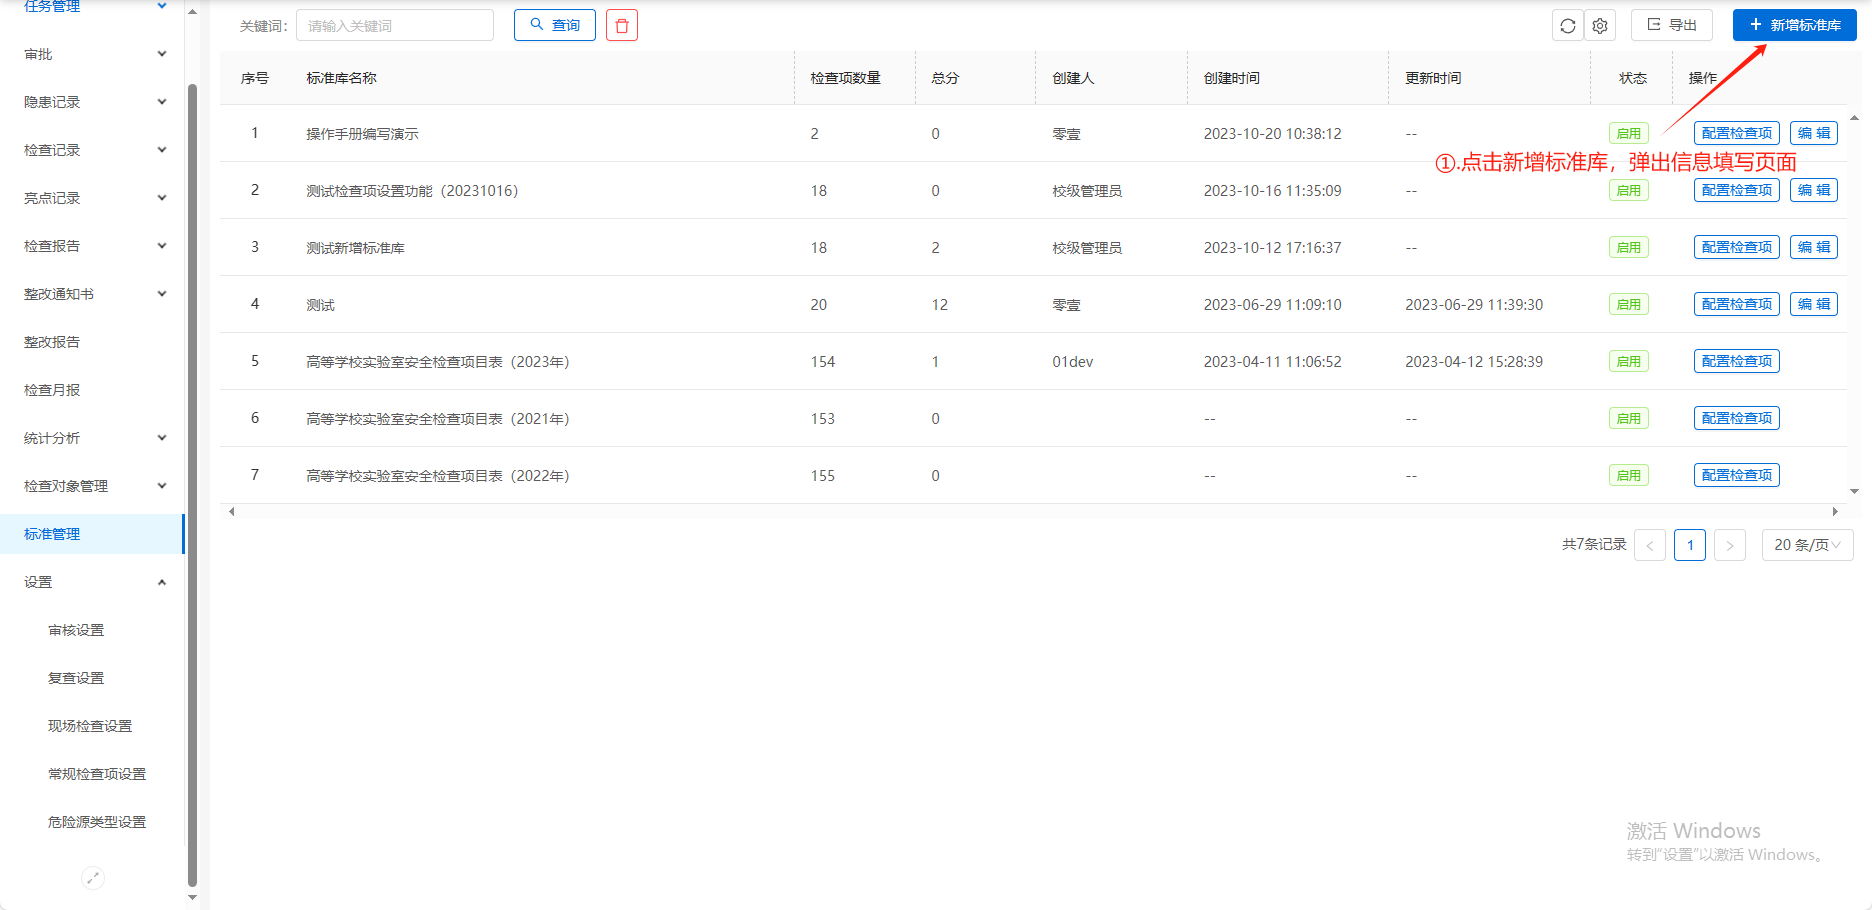 任务管理
审批
隐患记录
检查记录
亮点记录
检查报告
整改通知书
整改报告
检查月报
统计分析
检查对象管理
标准管理
设置
审核设置
复查设置
现场检查设置
常规检查项设置
危险源类型设置
关键词: 请输入关键词 查询 导出 新增标准库
序号 标准库名称 检查项数量 总分 创建人 创建时间 更新时间 状态 操作
1 操作手册编写演示 2 0 零壹 2023-10-20 10:38:12 -- 启用 配置检查项 编 辑
①.点击新增标准库，弹出信息填写页面
2 测试检查项设置功能（20231016） 18 0 校级管理员 2023-10-16 11:35:09 -- 启用 配置检查项 编 辑
3 测试新增标准库 18 2 校级管理员 2023-10-12 17:16:37 -- 启用 配置检查项 编 辑
4 测试 20 12 零壹 2023-06-29 11:09:10 2023-06-29 11:39:30 启用 配置检查项 编 辑
5 高等学校实验室安全检查项目表（2023年） 154 1 01dev 2023-04-11 11:06:52 2023-04-12 15:28:39 启用 配置检查项
6 高等学校实验室安全检查项目表（2021年） 153 0 -- -- 启用 配置检查项
7 高等学校实验室安全检查项目表（2022年） 155 0 -- -- 启用 配置检查项
共7条记录 < 1 > 20 条/页
激活 Windows
转到"设置"以激活 Windows。